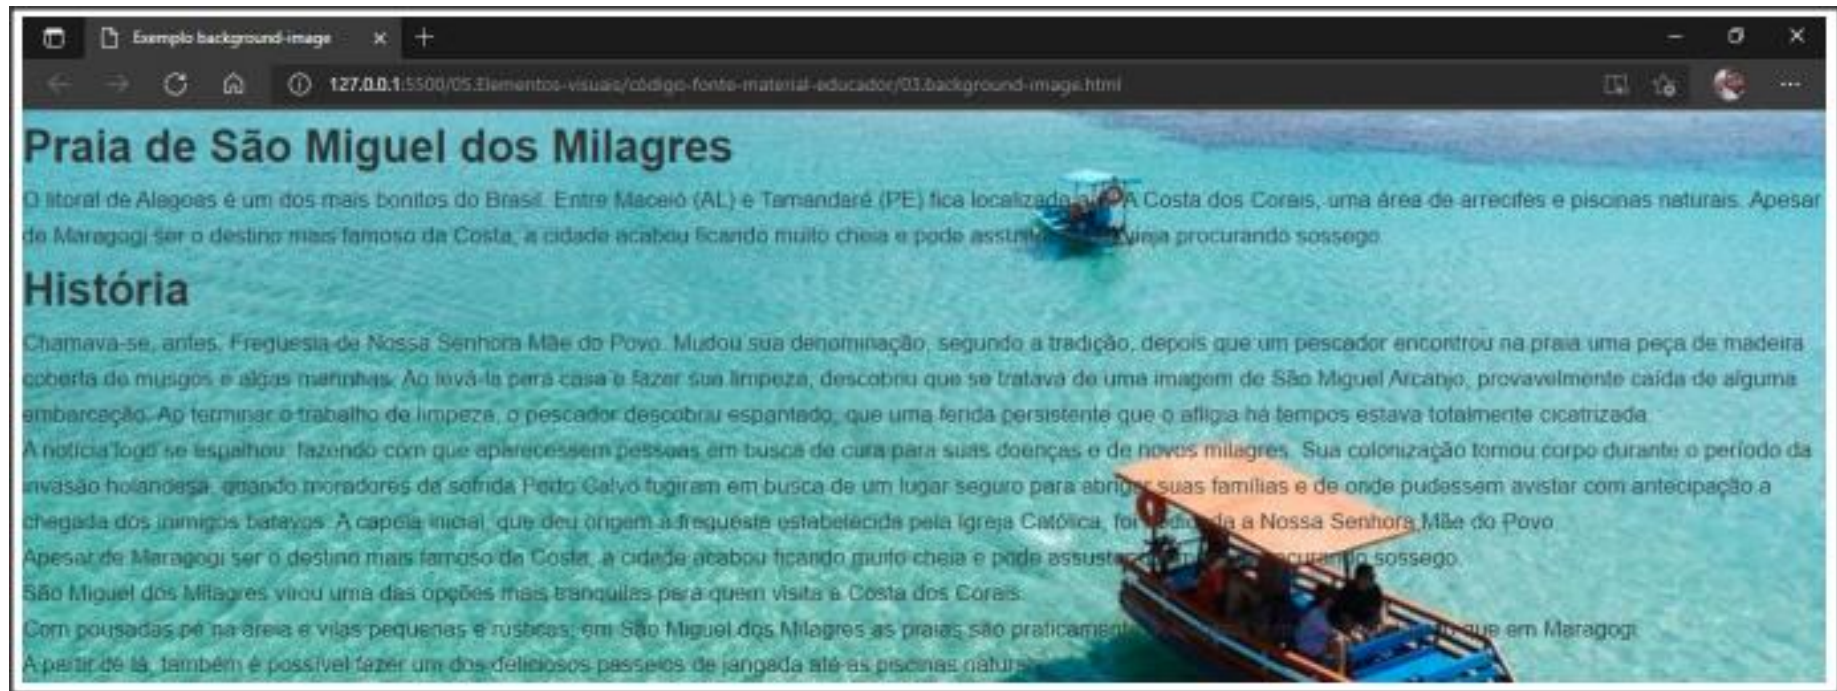 Exemplo background-image
127.0.0.1:5500/05.Elementos-visuais/código-fonte-material-educador/03.background-image.html
Praia de São Miguel dos Milagres
O litoral de Alagoas é um dos mais bonitos do Brasil. Entre Maceió (AL) e Tamandaré (PE) fica localizada a A Costa dos Corais, uma área de arrecifes e piscinas naturais. Apesar
de Maragogi ser o destino mais famoso da Costa, a cidade acabou ficando muito cheia e pode procurando sossego.
História
Chamava-se, antes, Freguesia de Nossa Senhora Mãe do Povo. Mudou sua denominação, segundo a tradição, depois que um pescador encontrou na praia uma peça de madeira
coberta de musgos e algas marinhas. Ao levá-la para casa e fazer sua limpeza, descobriu que se tratava de uma imagem de São Miguel Arcanjo, provavelmente caída de alguma
embarcação. Ao terminar o trabalho de limpeza, o pescador descobriu espantado, que uma ferida persistente que o afligia há tempos estava totalmente cicatrizada.
A notícia logo se espalhou, fazendo com que aparecessem pessoas em busca de cura para suas doenças e de novos milagres. Sua colonização tomou corpo durante o período da
invasão holandesa, quando moradores da sofrida Porto Calvo fugiram em busca de um lugar seguro para abrigar suas famílias e de onde pudessem avistar com antecipação a
chegada dos inimigos batavos. A capela inicial, que deu origem a freguesia estabelecida pela Igreja Católica, foi a Nossa Senhora Mãe do Povo.
Apesar de Maragogi ser o destino mais famoso da Costa, a cidade acabou ficando muito cheia e pode procurando sossego.
São Miguel dos Milagres virou uma das opções mais tranquilas para quem visita a Costa dos Corais.
Com pousadas pé na areia e vilas pequenas e rústicas, em São Miguel dos Milagres as praias são que em Maragogi.
A partir de lá, também é possível fazer um dos deliciosos passeios de jangada até as piscinas